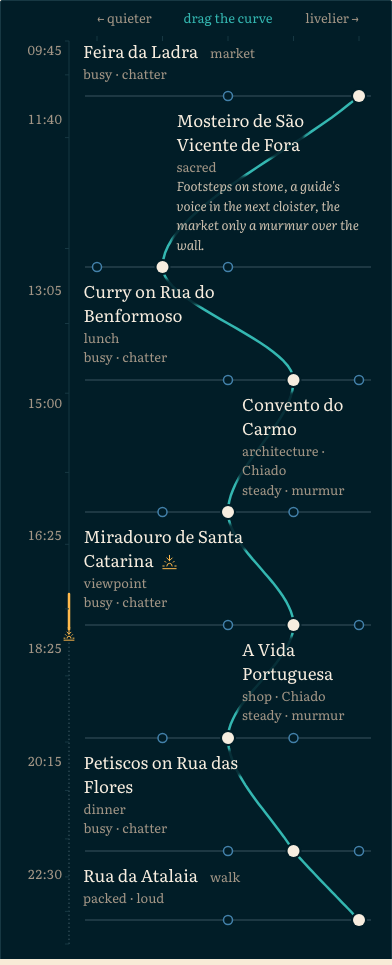 ← quieter drag the curve livelier →
09:45 Feira da Ladra market
busy · chatter
11:40 Mosteiro de São
Vicente de Fora
sacred
Footsteps on stone, a guide's
voice in the next cloister, the
market only a murmur over the
wall.
13:05 Curry on Rua do
Benformoso
lunch
busy · chatter
15:00 Convento do
Carmo
architecture ·
Chiado
steady · murmur
16:25 Miradouro de Santa
Catarina
viewpoint
busy · chatter
18:25 A Vida
Portuguesa
shop · Chiado
steady · murmur
20:15 Petiscos on Rua das
Flores
dinner
busy · chatter
22:30 Rua da Atalaia walk
packed · loud